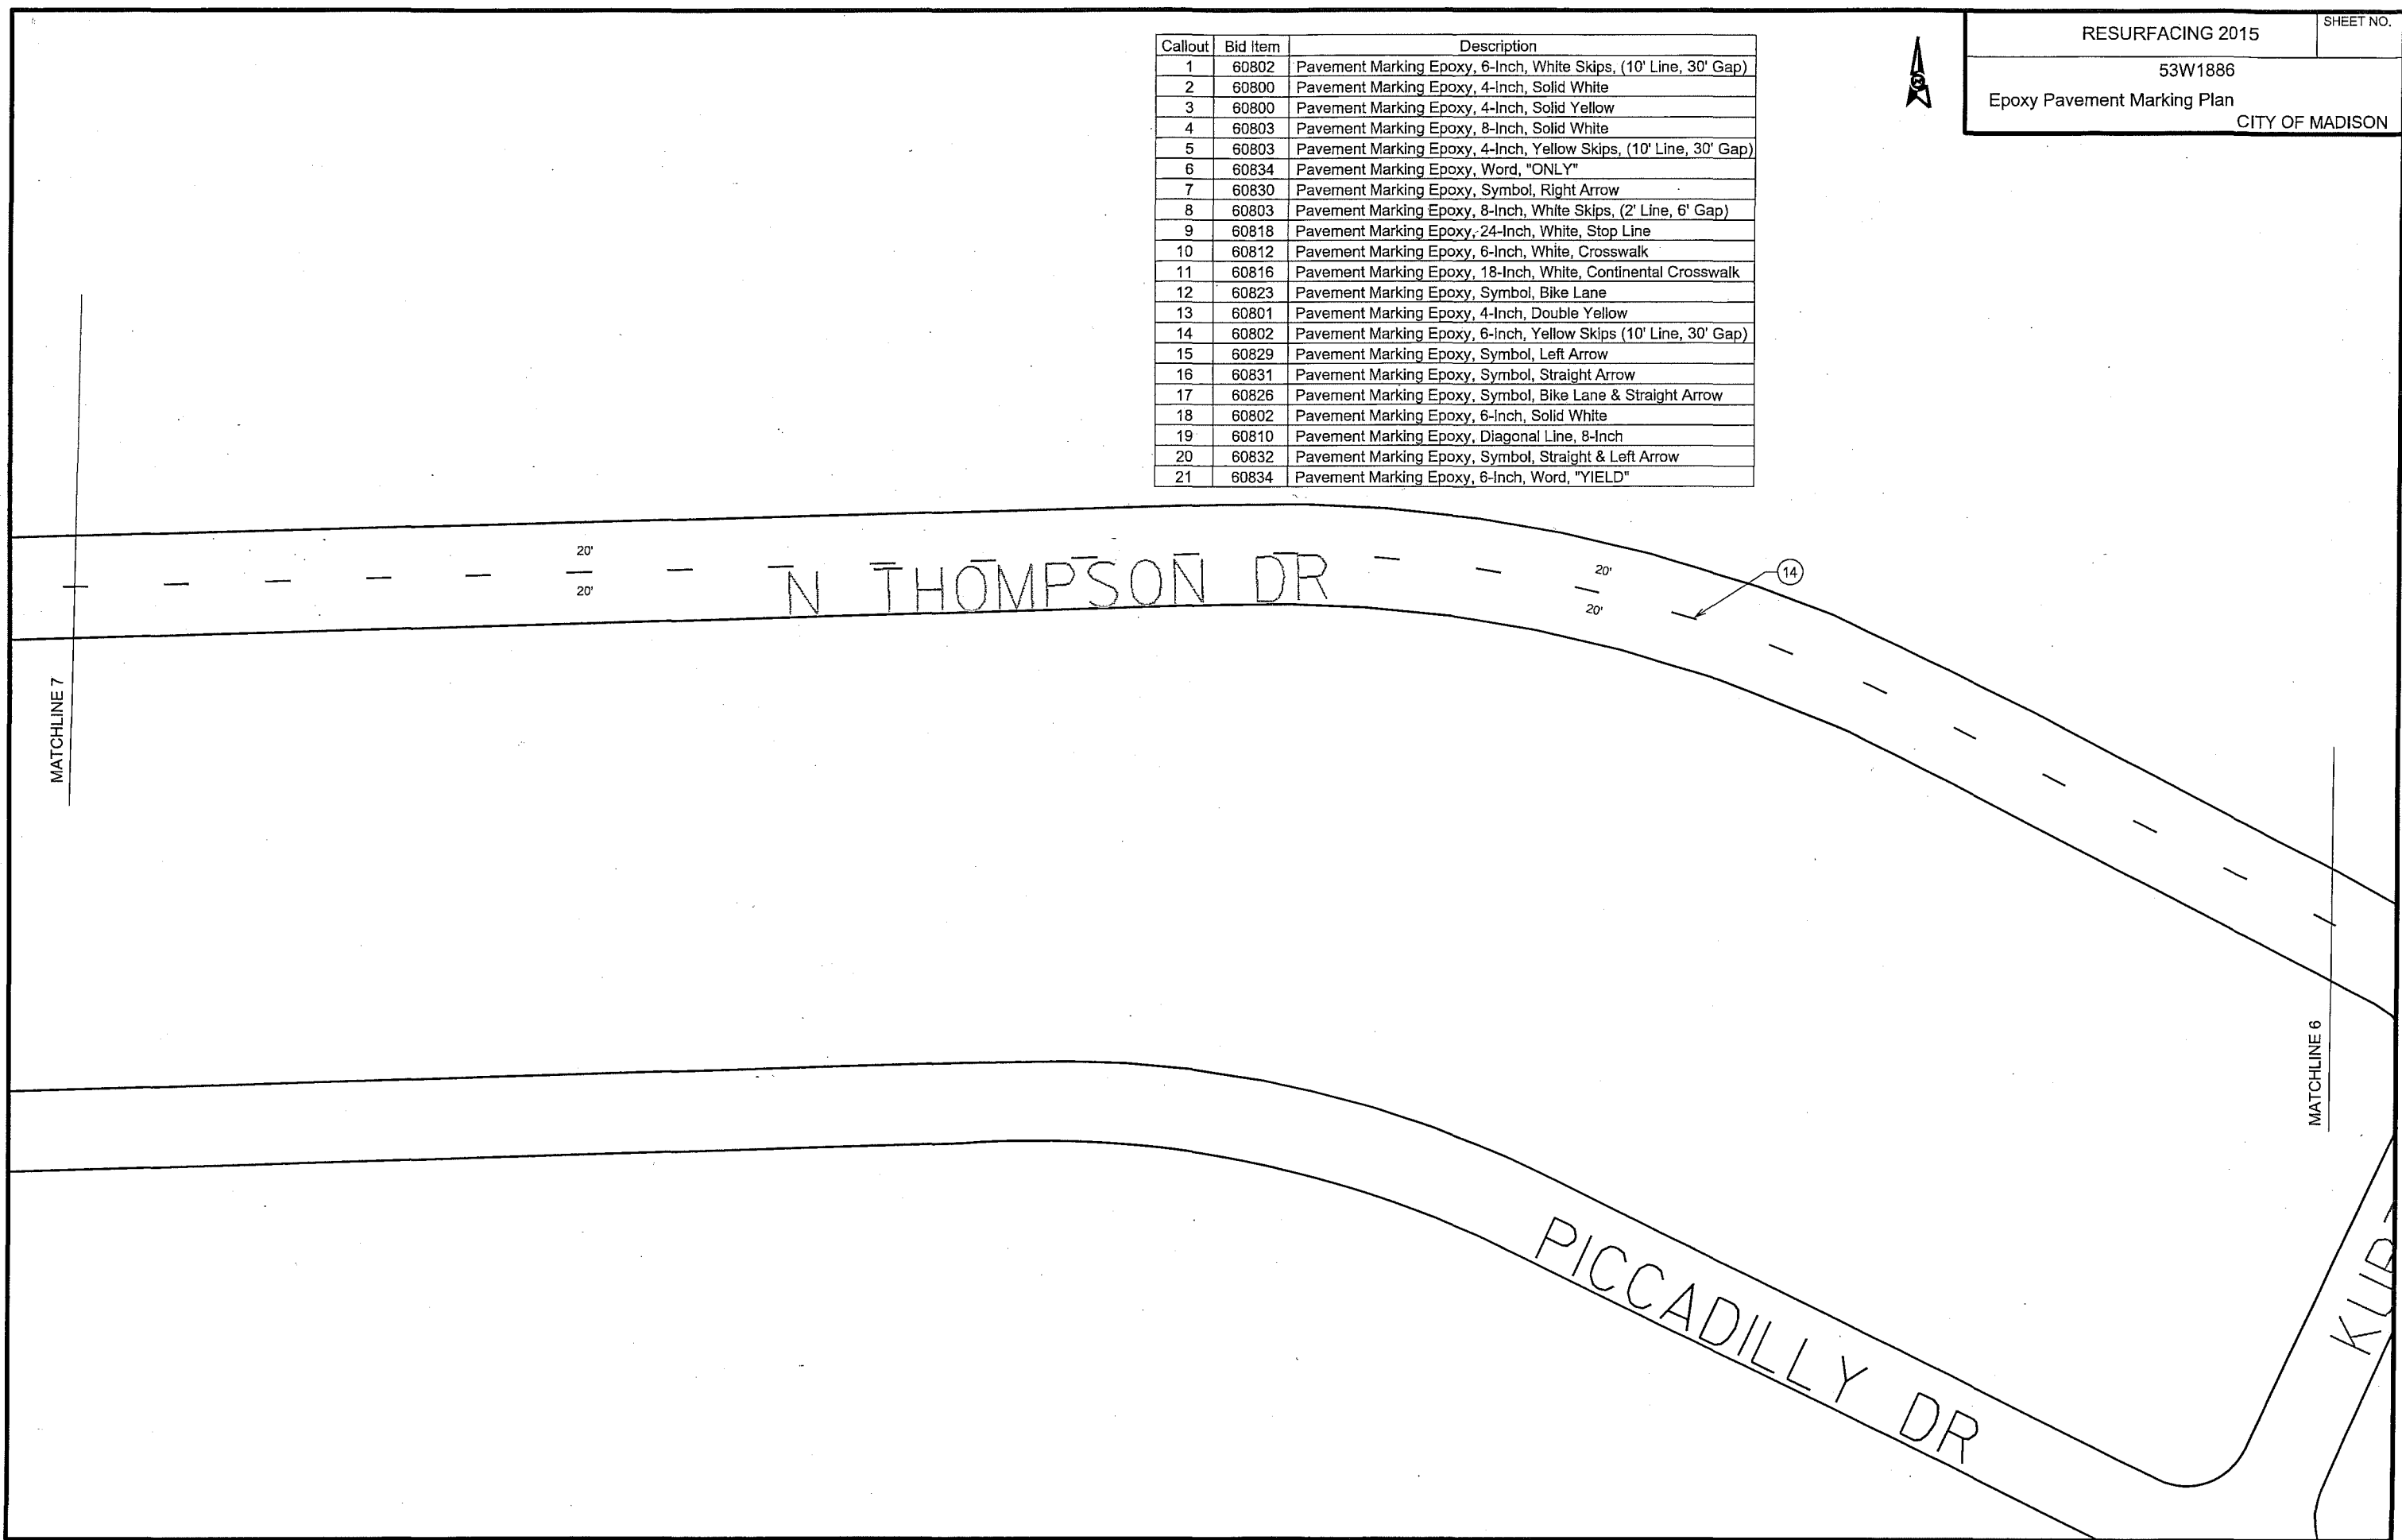 RESURFACING 2015
SHEET NO.
53W1886
Epoxy Pavement Marking Plan
CITY OF MADISON
Callout Bid Item Description
1 60802 Pavement Marking Epoxy, 6-Inch, White Skips, (10' Line, 30' Gap)
2 60800 Pavement Marking Epoxy, 4-Inch, Solid White
3 60800 Pavement Marking Epoxy, 4-Inch, Solid Yellow
4 60803 Pavement Marking Epoxy, 8-Inch, Solid White
5 60803 Pavement Marking Epoxy, 4-Inch, Yellow Skips, (10' Line, 30' Gap)
6 60834 Pavement Marking Epoxy, Word, "ONLY"
7 60830 Pavement Marking Epoxy, Symbol, Right Arrow
8 60803 Pavement Marking Epoxy, 8-Inch, White Skips, (2' Line, 6' Gap)
9 60818 Pavement Marking Epoxy, 24-Inch, White, Stop Line
10 60812 Pavement Marking Epoxy, 6-Inch, White, Crosswalk
11 60816 Pavement Marking Epoxy, 18-Inch, White, Continental Crosswalk
12 60823 Pavement Marking Epoxy, Symbol, Bike Lane
13 60801 Pavement Marking Epoxy, 4-Inch, Double Yellow
14 60802 Pavement Marking Epoxy, 6-Inch, Yellow Skips (10' Line, 30' Gap)
15 60829 Pavement Marking Epoxy, Symbol, Left Arrow
16 60831 Pavement Marking Epoxy, Symbol, Straight Arrow
17 60826 Pavement Marking Epoxy, Symbol, Bike Lane & Straight Arrow
18 60802 Pavement Marking Epoxy, 6-Inch, Solid White
19 60810 Pavement Marking Epoxy, Diagonal Line, 8-Inch
20 60832 Pavement Marking Epoxy, Symbol, Straight & Left Arrow
21 60834 Pavement Marking Epoxy, 6-Inch, Word, "YIELD"
20'
20'
N THOMPSON DR
20'
20'
14
MATCHLINE 7
MATCHLINE 6
PICCADILLY DR